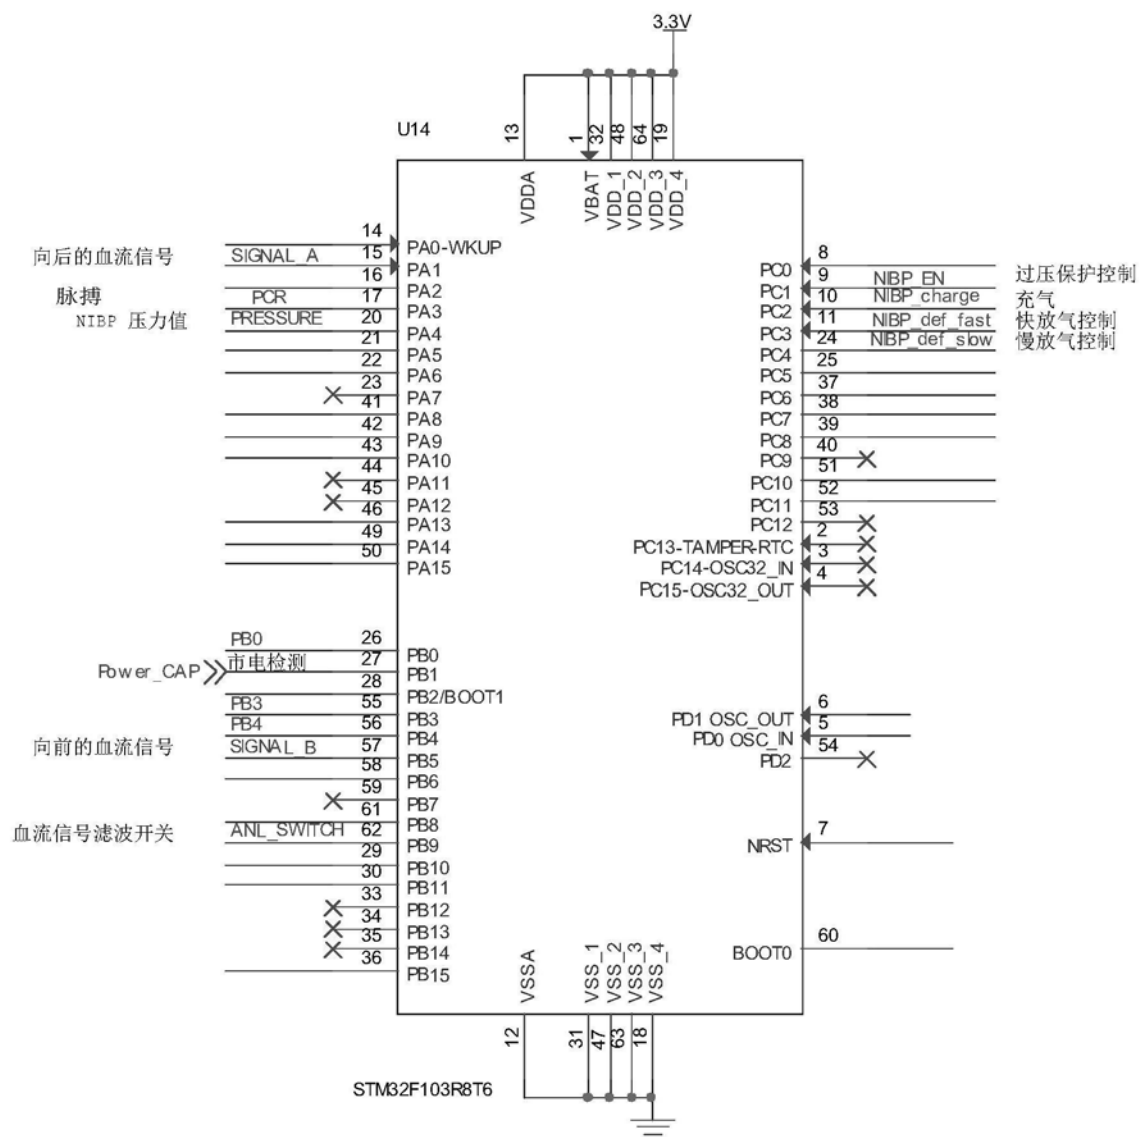 3.3V
U14
13
1
32
48
64
19
VDDA
VBAT
VDD_1
VDD_2
VDD_3
VDD_4
向后的血流信号
脉搏
NIBP 压力值
SIGNAL_A
PCR
PRESSURE
14
15
16
17
20
21
22
23
41
42
43
44
45
46
49
50
PA0-WKUP
PA1
PA2
PA3
PA4
PA5
PA6
PA7
PA8
PA9
PA10
PA11
PA12
PA13
PA14
PA15
PC0
PC1
PC2
PC3
PC4
PC5
PC6
PC7
PC8
PC9
PC10
PC11
PC12
PC13-TAMPER-RTC
PC14-OSC32_IN
PC15-OSC32_OUT
8
9
10
11
24
25
37
38
39
40
51
52
53
2
3
4
NIBP_EN
NIBP_charge
NIBP_def_fast
NIBP_def_slow
过压保护控制
充气
快放气控制
慢放气控制
Power_CAP
向前的血流信号
血流信号滤波开关
PB0
市电检测
PB3
PB4
SIGNAL_B
ANL_SWITCH
26
27
28
55
56
57
58
59
61
62
29
30
33
34
35
36
PB0
PB1
PB2/BOOT1
PB3
PB4
PB5
PB6
PB7
PB8
PB9
PB10
PB11
PB12
PB13
PB14
PB15
PD1 OSC_OUT
PD0 OSC_IN
PD2
NRST
BOOT0
6
5
54
7
60
VSSA
VSS_1
VSS_2
VSS_3
VSS_4
12
31
47
63
18
STM32F103R8T6